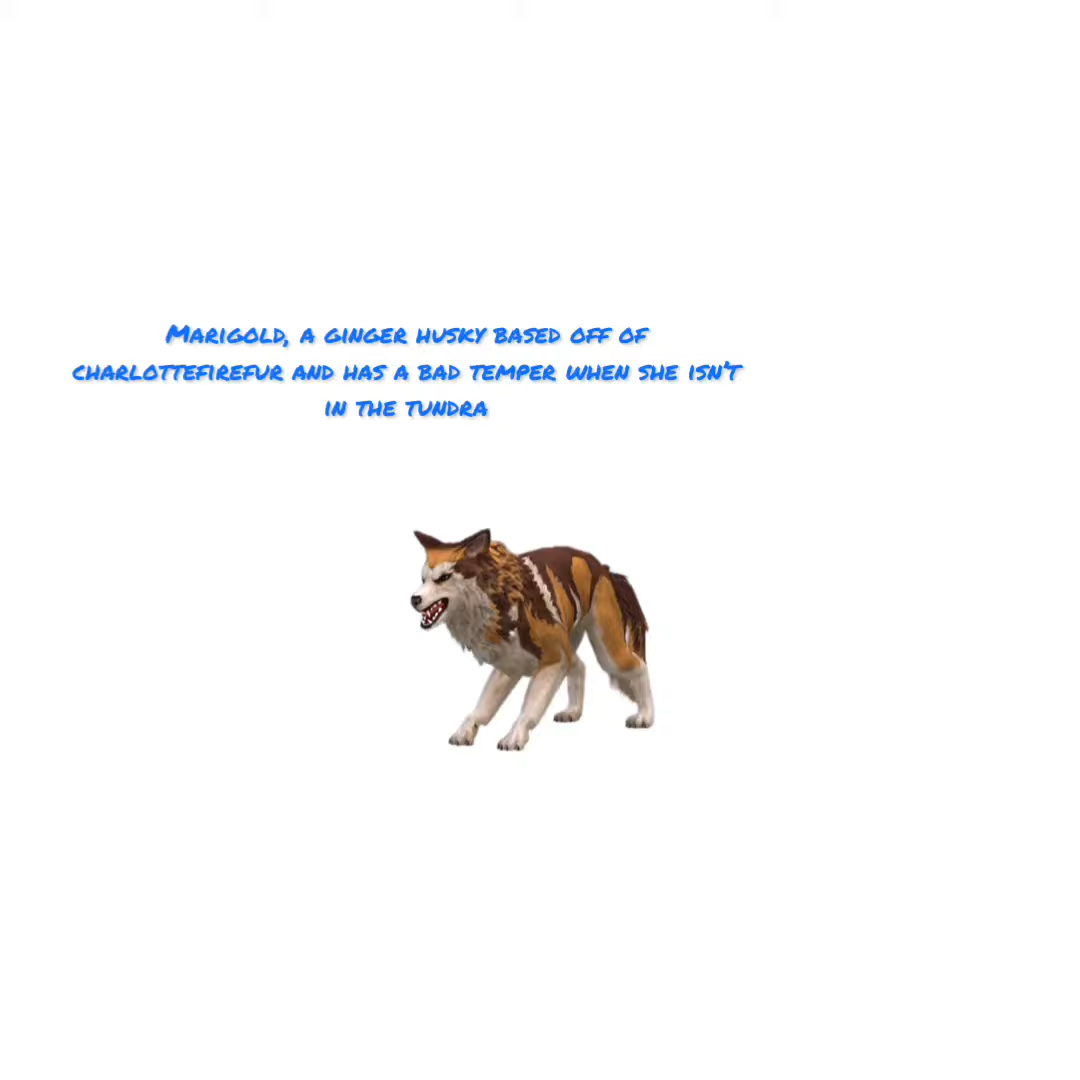 Marigold, a ginger husky based off of
charlottefirefur and has a bad temper when she isn't
in the tundra